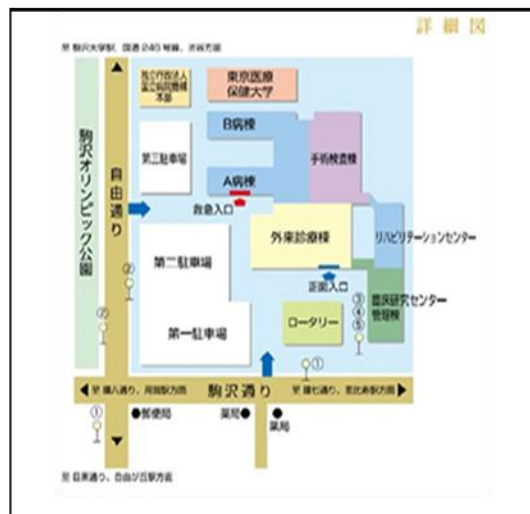 詳細図
至 駒沢大学駅、国道246号線、渋谷方面
独立行政法人
国立病院機構
本部
東京医療
保健大学
B病棟
手術検査棟
第三駐車場
A病棟
救急入口
駒沢オリンピック公園
自由通り
外来診療棟
リハビリテーションセンター
第二駐車場
②
正面入口
臨床研究センター
管理棟
③
④
⑤
②
第一駐車場
ロータリー
①
至 環八通り、用賀駅方面
駒沢通り
至 環七通り、恵比寿駅方面
①
●郵便局
薬局●
●
薬局
至 目黒通り、自由が丘駅方面